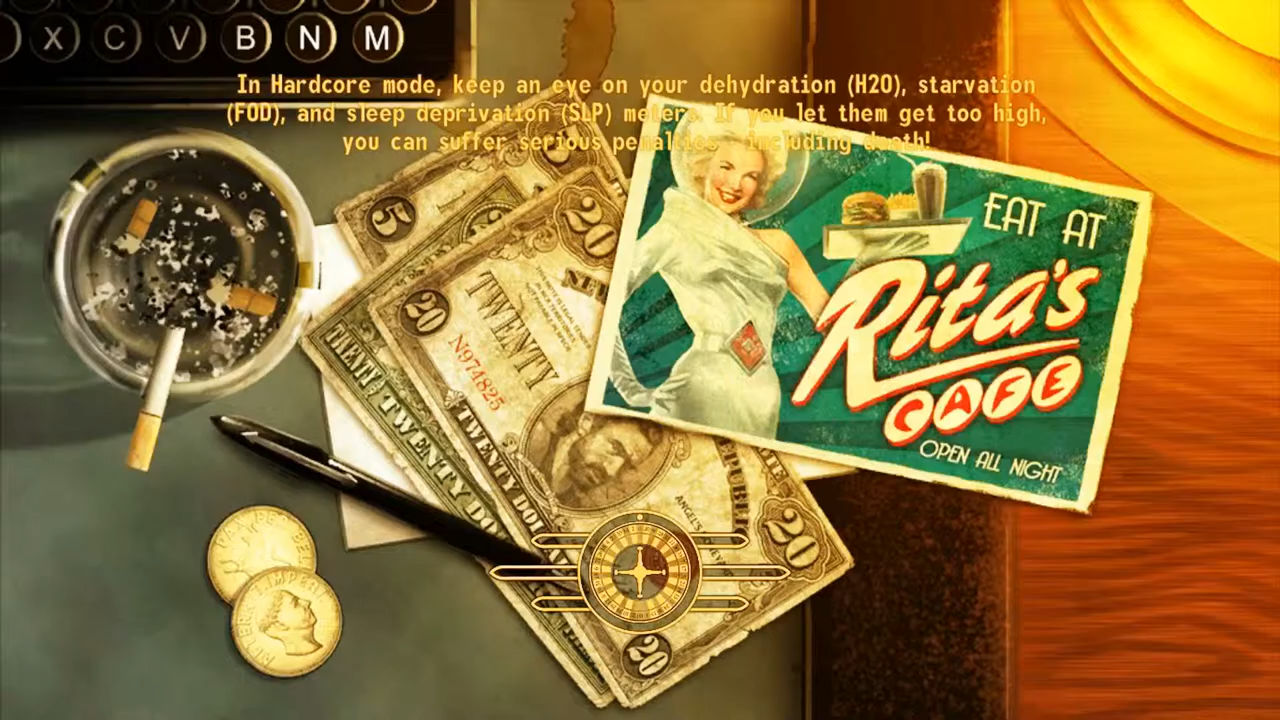 X C V B N M
In Hardcore mode, keep an eye on your dehydration (H2O), starvation
(FOD), and sleep deprivation (SLP) meters. If you let them get too high,
you can suffer serious penalties - including death!
5
20
20
TWENTY
N974825
TWENTY
TWENTY
TWENTY
20
20
EAT AT
Rita's
CAFE
OPEN ALL NIGHT